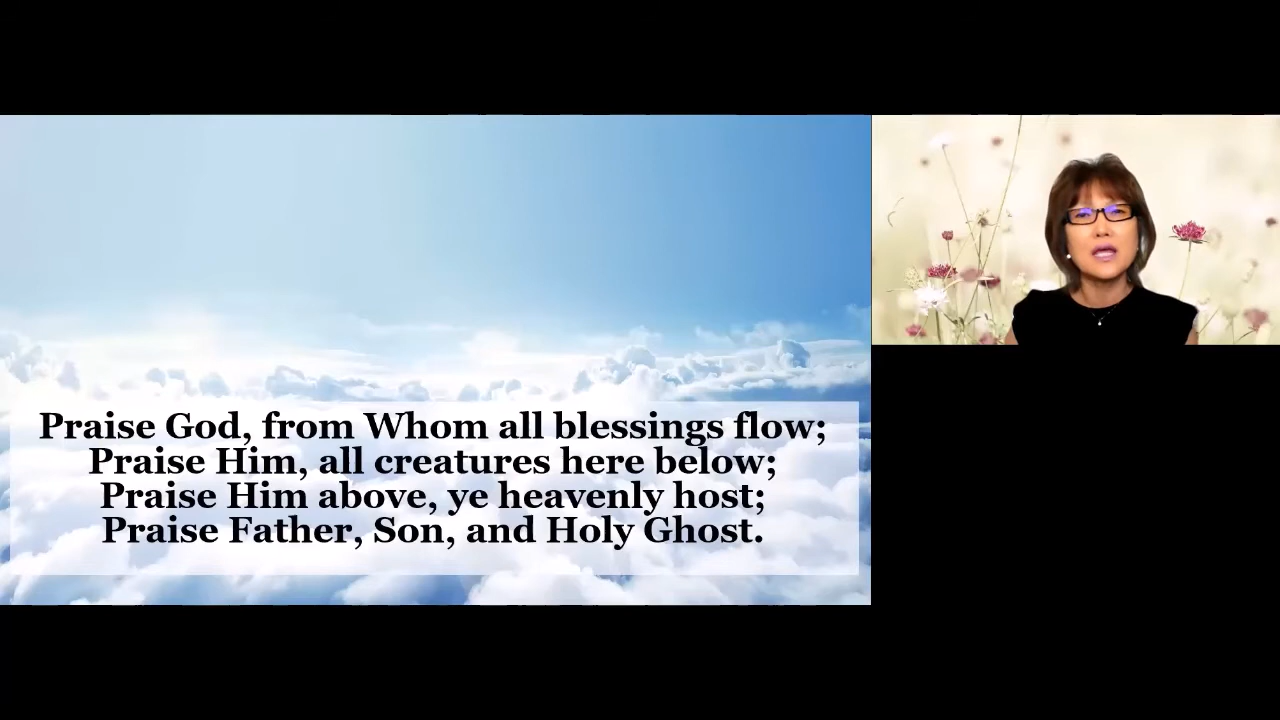 Praise God, from Whom all blessings flow;
Praise Him, all creatures here below;
Praise Him above, ye heavenly host;
Praise Father, Son, and Holy Ghost.